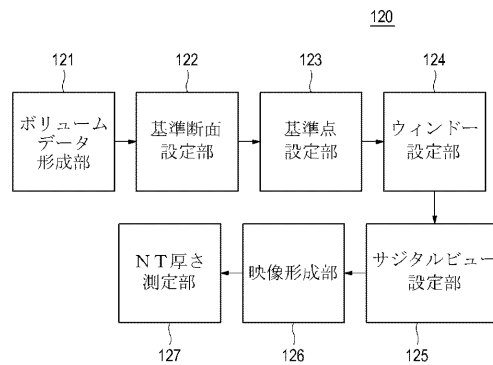 120
121
122
123
124
ボリューム
データ
形成部
基準断面
設定部
基準点
設定部
ウィンドー
設定部
NT厚さ
測定部
映像形成部
サジタルビュー
設定部
127
126
125